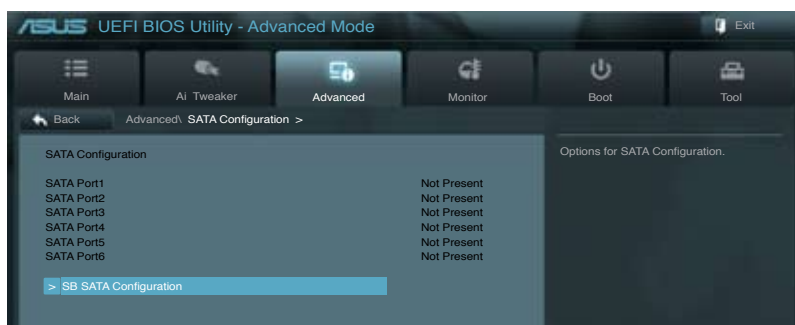 ASUS UEFI BIOS Utility - Advanced Mode Exit
Main Ai Tweaker Advanced Monitor Boot Tool
Back Advanced\ SATA Configuration >
SATA Configuration Options for SATA Configuration.
SATA Port1 Not Present
SATA Port2 Not Present
SATA Port3 Not Present
SATA Port4 Not Present
SATA Port5 Not Present
SATA Port6 Not Present
> SB SATA Configuration